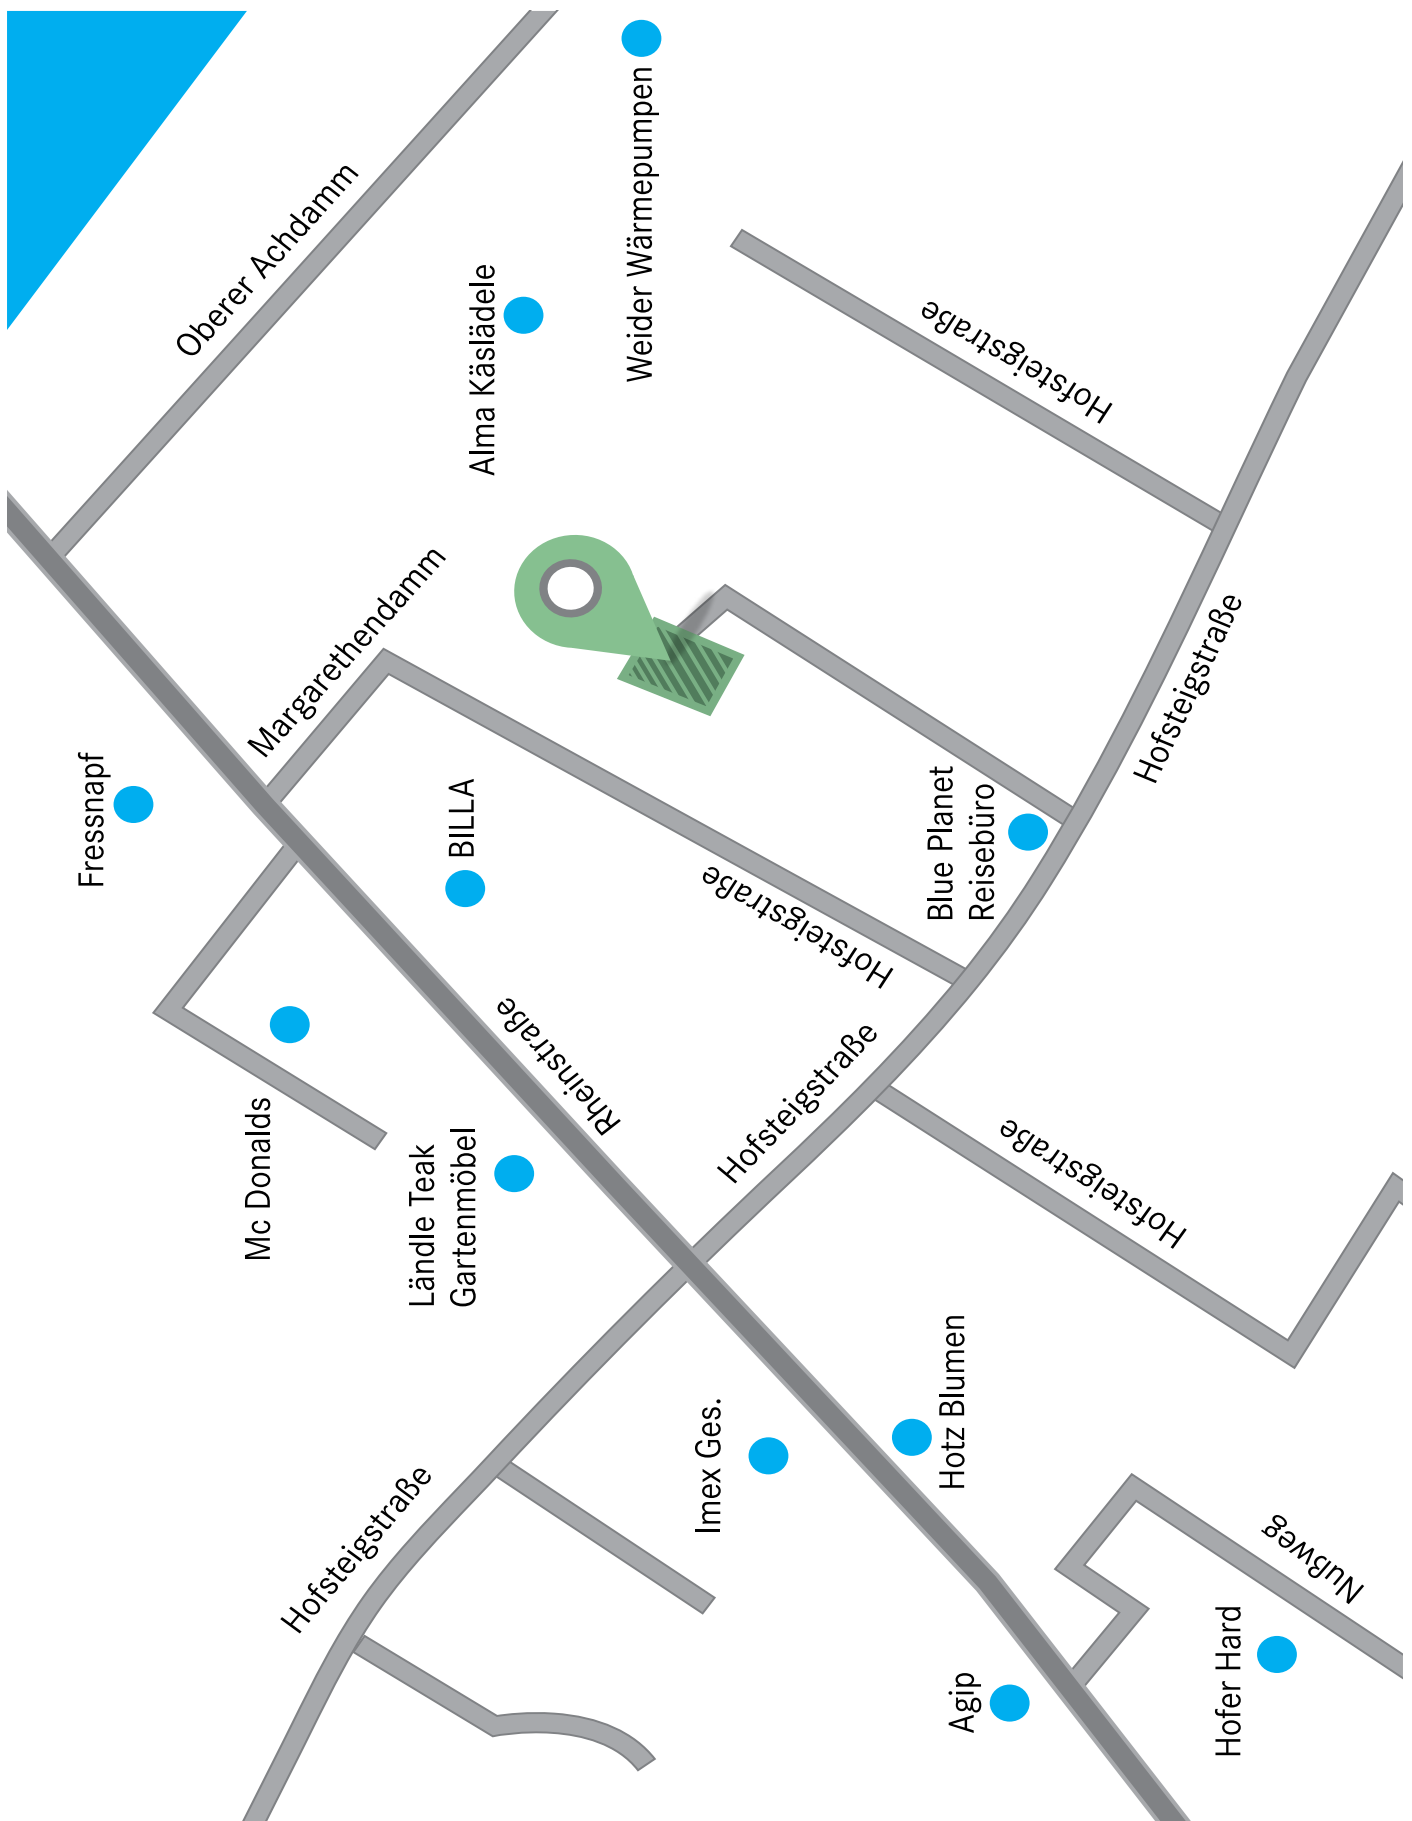 Fressnapf
Mc Donalds
Oberer Achdamm
Margarethendamm
Ländle Teak
Gartenmöbel
BILLA
Alma Käslädele
Hofsteigstraße
Rheinstraße
Weider Wärmepumpen
Imex Ges.
Hofsteigstraße
Hofsteigstraße
Blue Planet
Reisebüro
Agip
Hotz Blumen
Hofsteigstraße
Hofsteigstraße
Hofsteigstraße
Hofer Hard
Nußweg